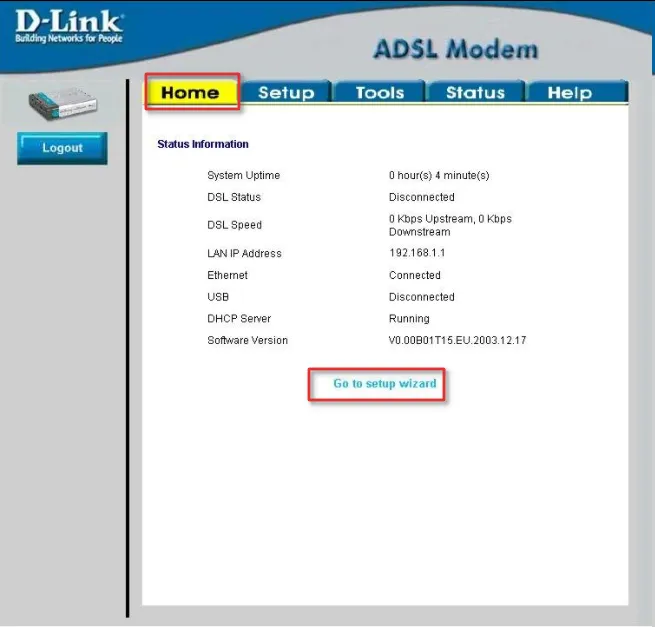 D-Link
Building Networks for People
ADSL Modem
Home Setup Tools Status Help
Logout
Status Information
System Uptime 0 hour(s) 4 minute(s)
DSL Status Disconnected
DSL Speed 0 Kbps Upstream, 0 Kbps
Downstream
LAN IP Address 192.168.1.1
Ethernet Connected
USB Disconnected
DHCP Server Running
Software Version V0.00B01T15.EU.2003.12.17
Go to setup wizard